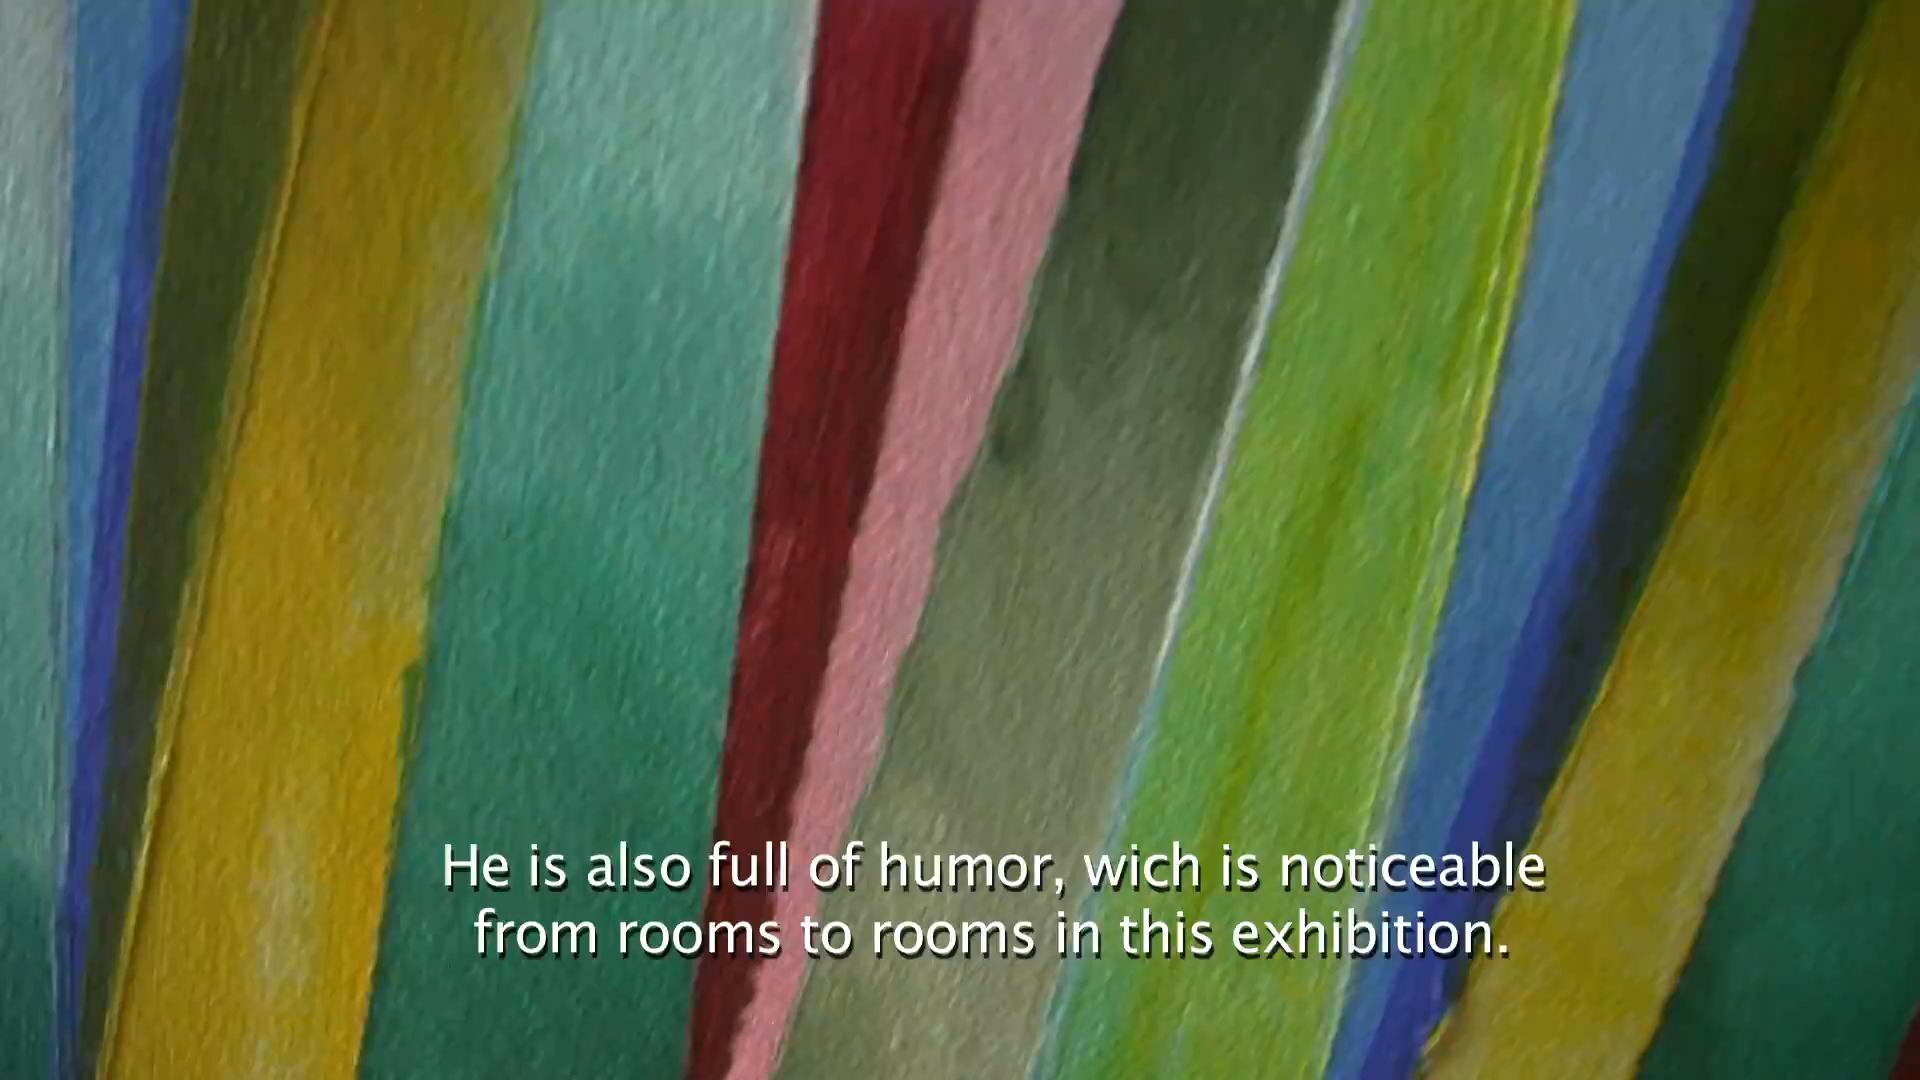 He is also full of humor, wich is noticeable
from rooms to rooms in this exhibition.